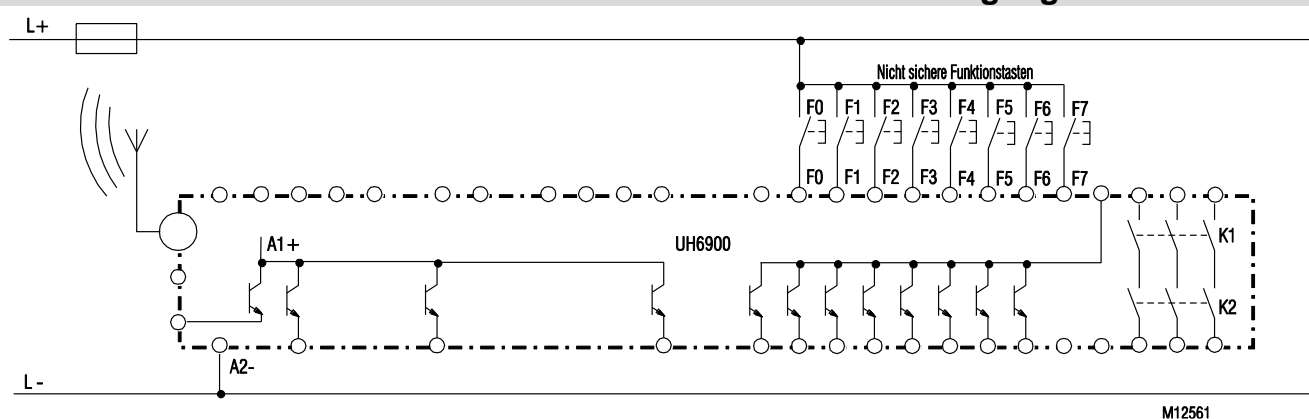 L+
Nicht sichere Funktionstasten
F0 F1 F2 F3 F4 F5 F6 F7
F0 F1 F2 F3 F4 F5 F6 F7
A1+
UH6900
K1
K2
A2-
L-
M12561